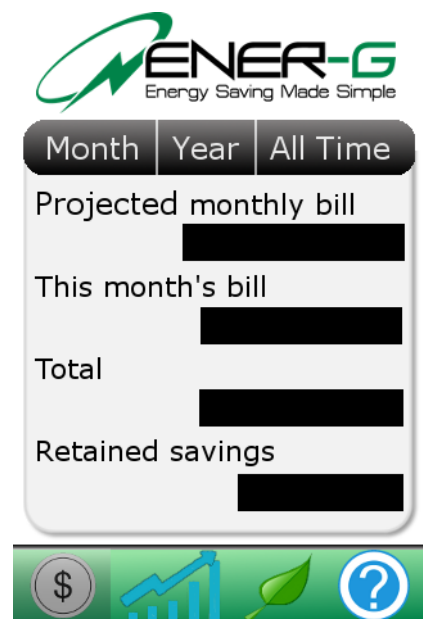 ENER-G
Energy Saving Made Simple
Month Year All Time
Projected monthly bill
This month's bill
Total
Retained savings
$ ?